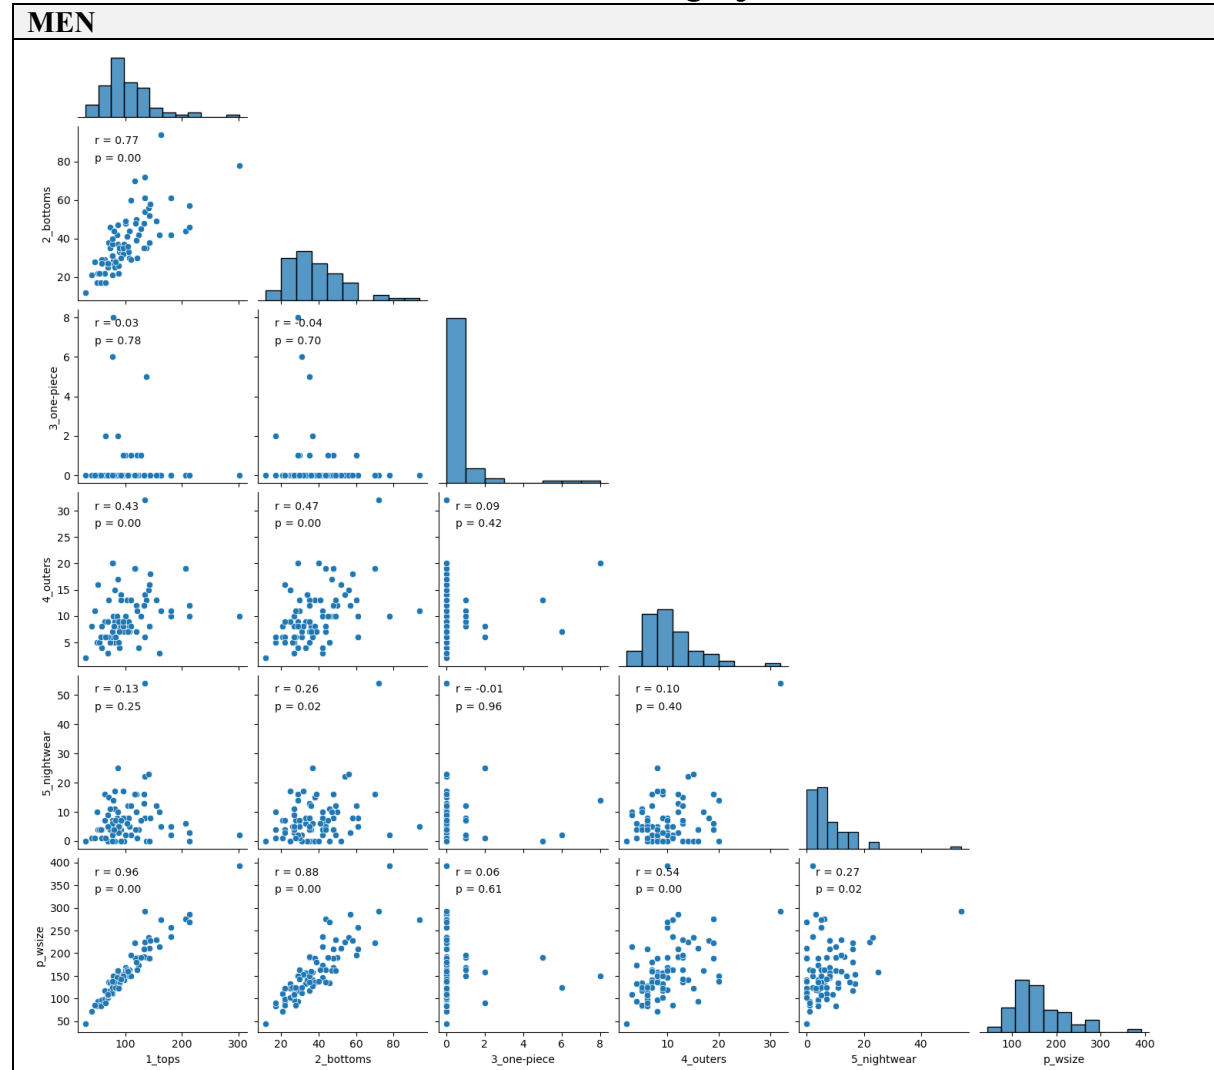 MEN
r = 0.77
p = 0.00
80
60
40
20
2_bottoms
r = 0.03
p = 0.78
r = -0.04
p = 0.70
8
6
4
2
0
3_one-piece
r = 0.43
p = 0.00
r = 0.47
p = 0.00
r = 0.09
p = 0.42
30
25
20
15
10
5
4_outers
r = 0.13
p = 0.25
r = 0.26
p = 0.02
r = -0.01
p = 0.96
r = 0.10
p = 0.40
50
40
30
20
10
0
5_nightwear
r = 0.96
p = 0.00
r = 0.88
p = 0.00
r = 0.06
p = 0.61
r = 0.54
p = 0.00
r = 0.27
p = 0.02
400
350
300
250
200
150
100
50
p_wsize
100 200 300
20 40 60 80
0 2 4 6 8
10 20 30
0 20 40
100 200 300 400
1_tops 2_bottoms 3_one-piece 4_outers 5_nightwear p_wsize